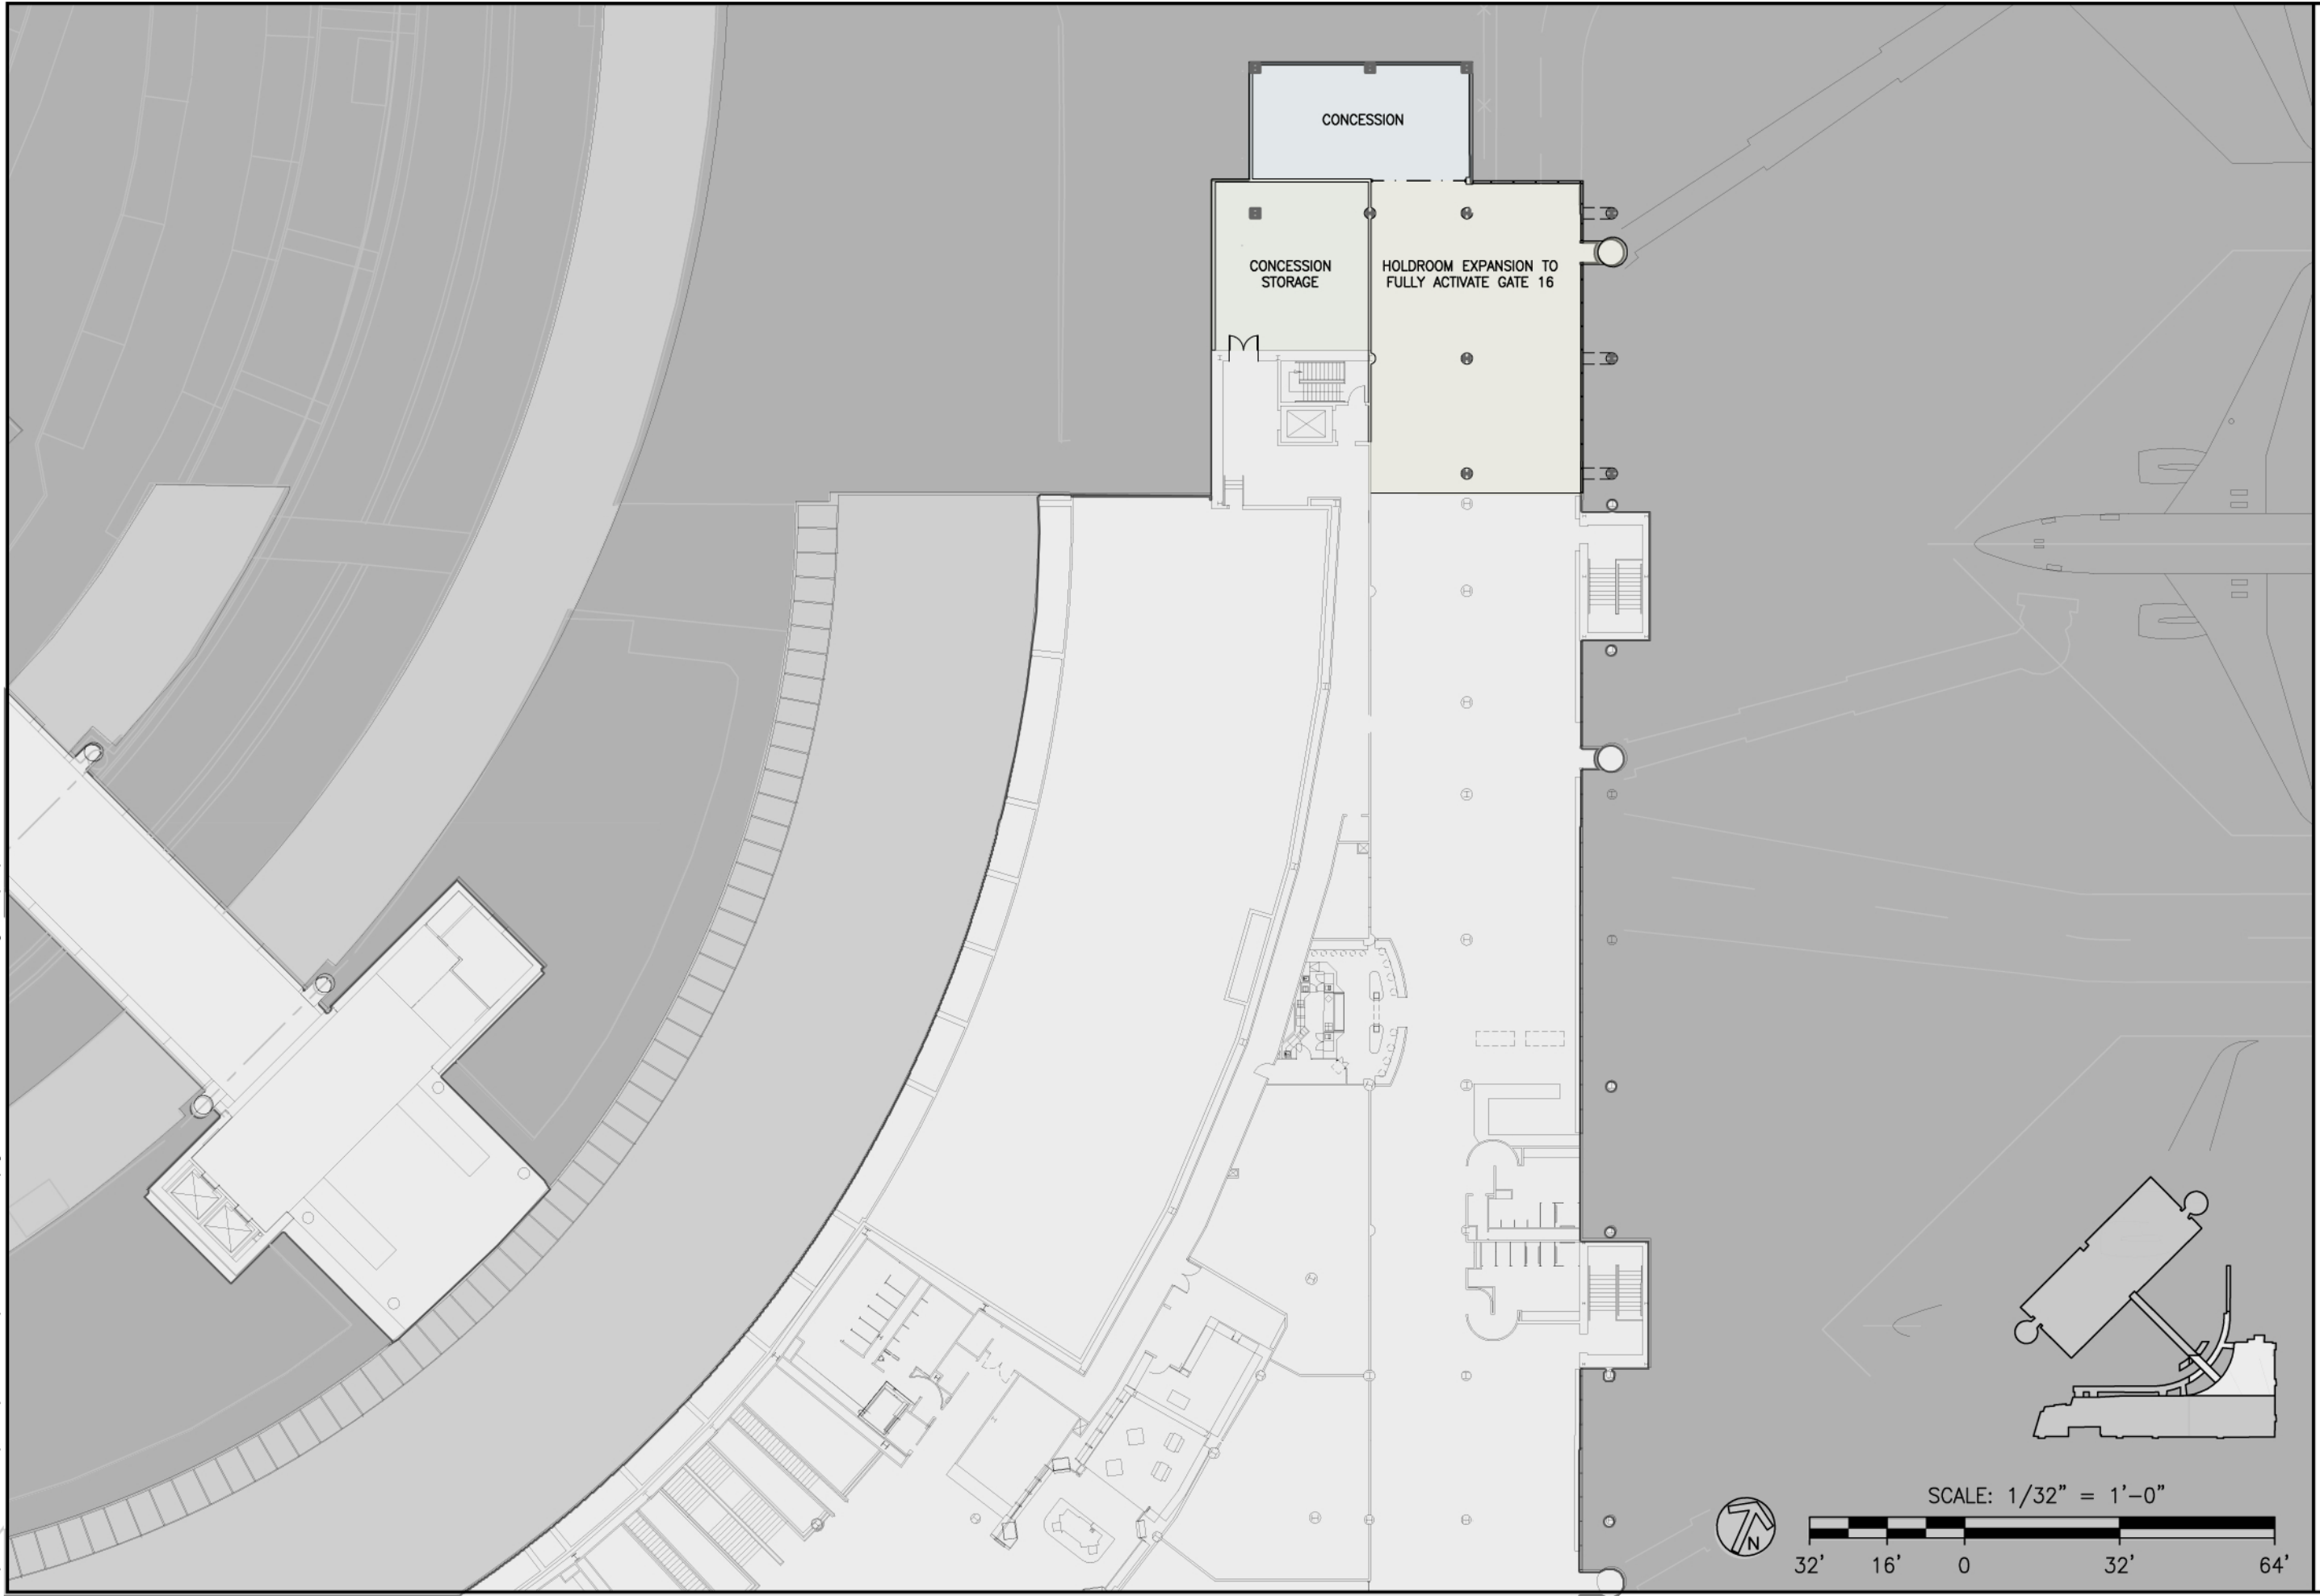 CONCESSION
CONCESSION
STORAGE
HOLDROOM EXPANSION TO
FULLY ACTIVATE GATE 16
SCALE: 1/32" = 1'-0"
N
32' 16' 0 32' 64'